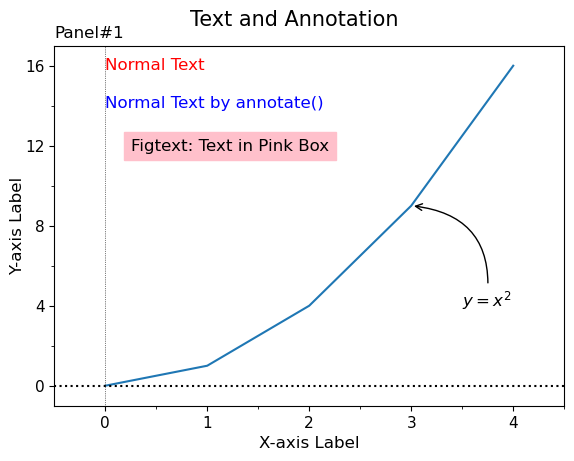 Text and Annotation
Panel#1
Normal Text
Normal Text by annotate()
Figtext: Text in Pink Box
y = x²
16
12
8
4
0
Y-axis Label
0 1 2 3 4
X-axis Label